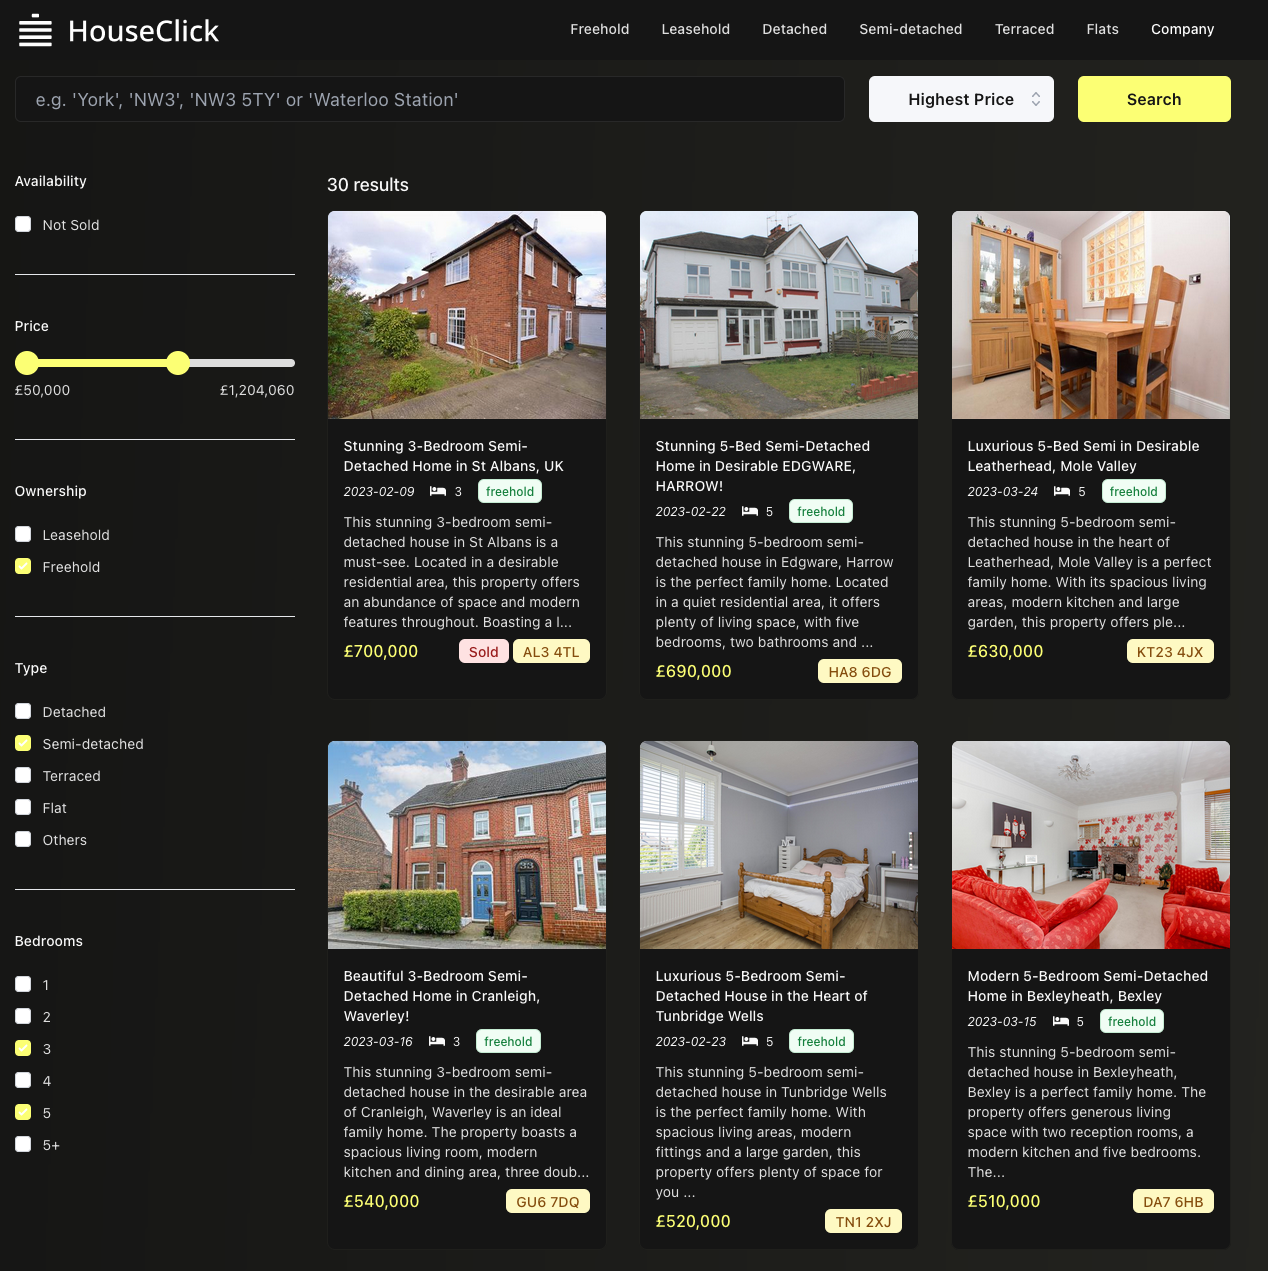 HouseClick
Freehold Leasehold Detached Semi-detached Terraced Flats Company
e.g. 'York', 'NW3', 'NW3 5TY' or 'Waterloo Station'
Highest Price
Search
Availability
Not Sold
Price
£50,000 £1,204,060
Ownership
Leasehold
Freehold
Type
Detached
Semi-detached
Terraced
Flat
Others
Bedrooms
1
2
3
4
5
5+
30 results
Stunning 3-Bedroom Semi-
Detached Home in St Albans, UK
2023-02-09 3 freehold
This stunning 3-bedroom semi-
detached house in St Albans is a
must-see. Located in a desirable
residential area, this property offers
an abundance of space and modern
features throughout. Boasting a l...
£700,000 Sold AL3 4TL
Stunning 5-Bed Semi-Detached
Home in Desirable EDGWARE,
HARROW!
2023-02-22 5 freehold
This stunning 5-bedroom semi-
detached house in Edgware, Harrow
is the perfect family home. Located
in a quiet residential area, it offers
plenty of living space, with five
bedrooms, two bathrooms and ...
£690,000 HA8 6DG
Luxurious 5-Bed Semi in Desirable
Leatherhead, Mole Valley
2023-03-24 5 freehold
This stunning 5-bedroom semi-
detached house in the heart of
Leatherhead, Mole Valley is a perfect
family home. With its spacious living
areas, modern kitchen and large
garden, this property offers ple...
£630,000 KT23 4JX
33
Beautiful 3-Bedroom Semi-
Detached Home in Cranleigh,
Waverley!
2023-03-16 3 freehold
This stunning 3-bedroom semi-
detached house in the desirable area
of Cranleigh, Waverley is an ideal
family home. The property boasts a
spacious living room, modern
kitchen and dining area, three doub...
£540,000 GU6 7DQ
Luxurious 5-Bedroom Semi-
Detached House in the Heart of
Tunbridge Wells
2023-02-23 5 freehold
This stunning 5-bedroom semi-
detached house in Tunbridge Wells
is the perfect family home. With
spacious living areas, modern
fittings and a large garden, this
property offers plenty of space for
you ...
£520,000 TN1 2XJ
Modern 5-Bedroom Semi-Detached
Home in Bexleyheath, Bexley
2023-03-15 5 freehold
This stunning 5-bedroom semi-
detached house in Bexleyheath,
Bexley is a perfect family home. The
property offers generous living
space with two reception rooms, a
modern kitchen and five bedrooms.
The...
£510,000 DA7 6HB